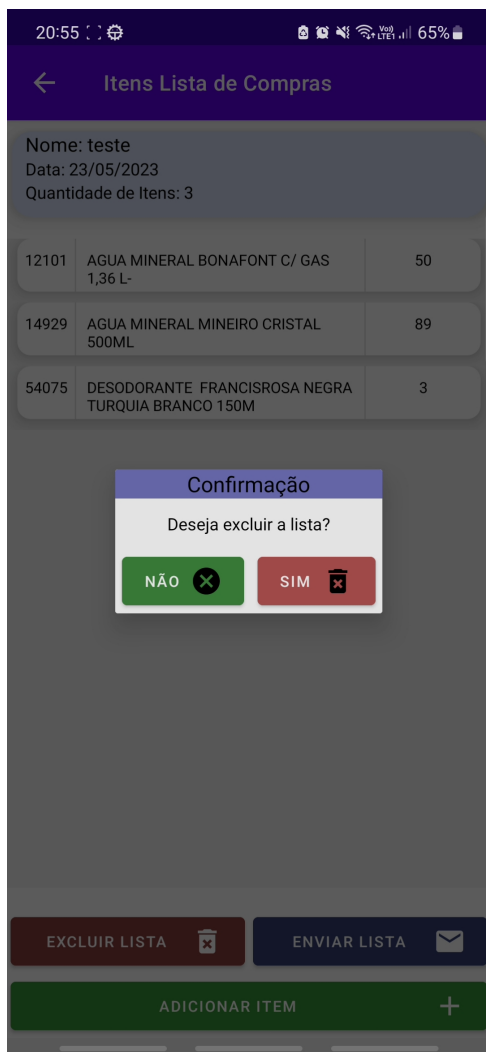 20:55
Vo)) 65%
LTE1
Itens Lista de Compras
Nome: teste
Data: 23/05/2023
Quantidade de Itens: 3
12101 AGUA MINERAL BONAFONT C/ GAS 50
1,36 L-
14929 AGUA MINERAL MINEIRO CRISTAL 89
500ML
54075 DESODORANTE FRANCISROSA NEGRA 3
TURQUIA BRANCO 150M
Confirmação
Deseja excluir a lista?
NÃO SIM
EXCLUIR LISTA ENVIAR LISTA
ADICIONAR ITEM